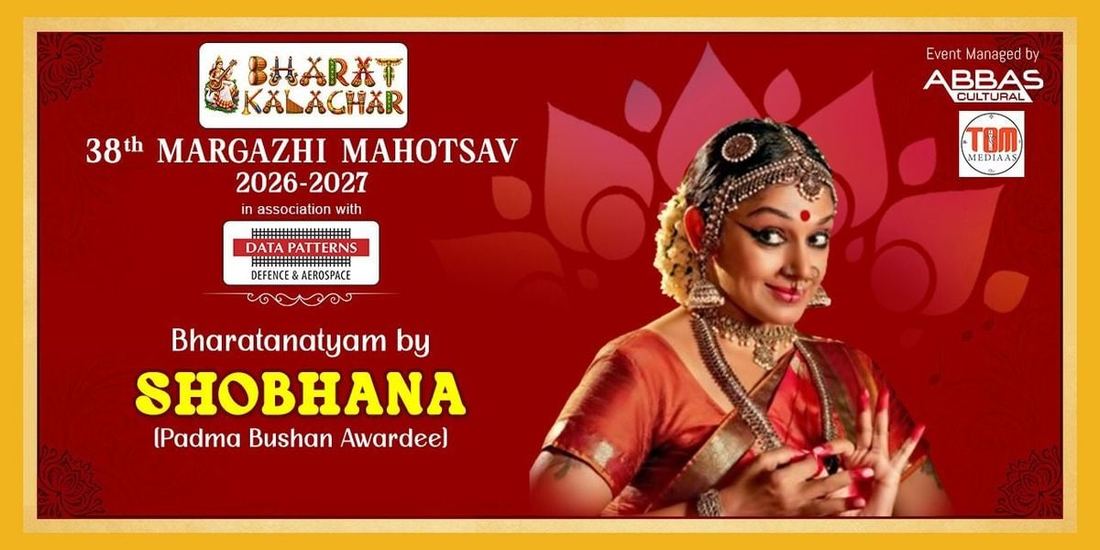 BHARAT
KALACHAR
38th MARGAZHI MAHOTSAV
2026-2027
in association with
DATA PATTERNS
DEFENCE & AEROSPACE
Bharatanatyam by
SHOBHANA
(Padma Bushan Awardee)
Event Managed by
ABBAS
CULTURAL
TOM
MEDIAAS